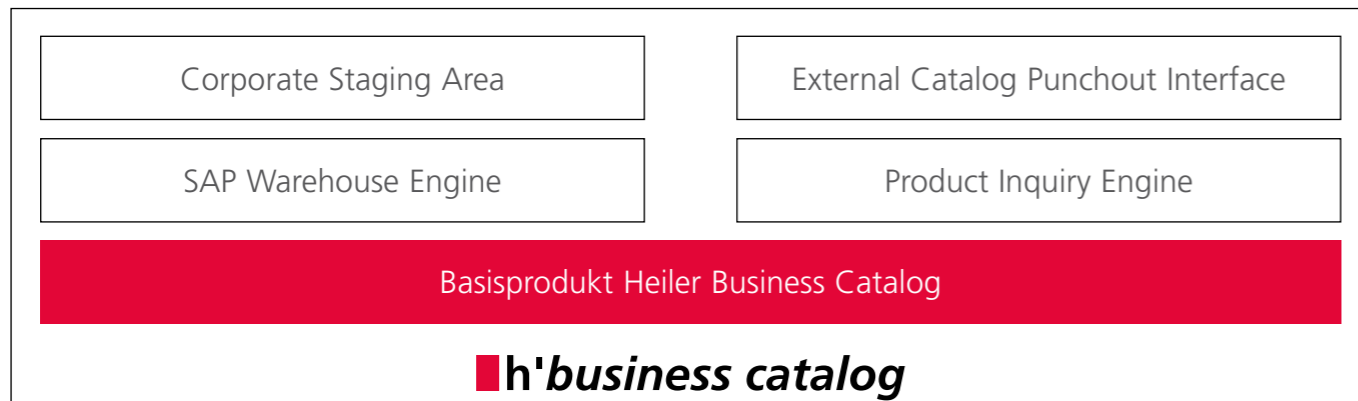 Corporate Staging Area
External Catalog Punchout Interface
SAP Warehouse Engine
Product Inquiry Engine
Basisprodukt Heiler Business Catalog
h'business catalog